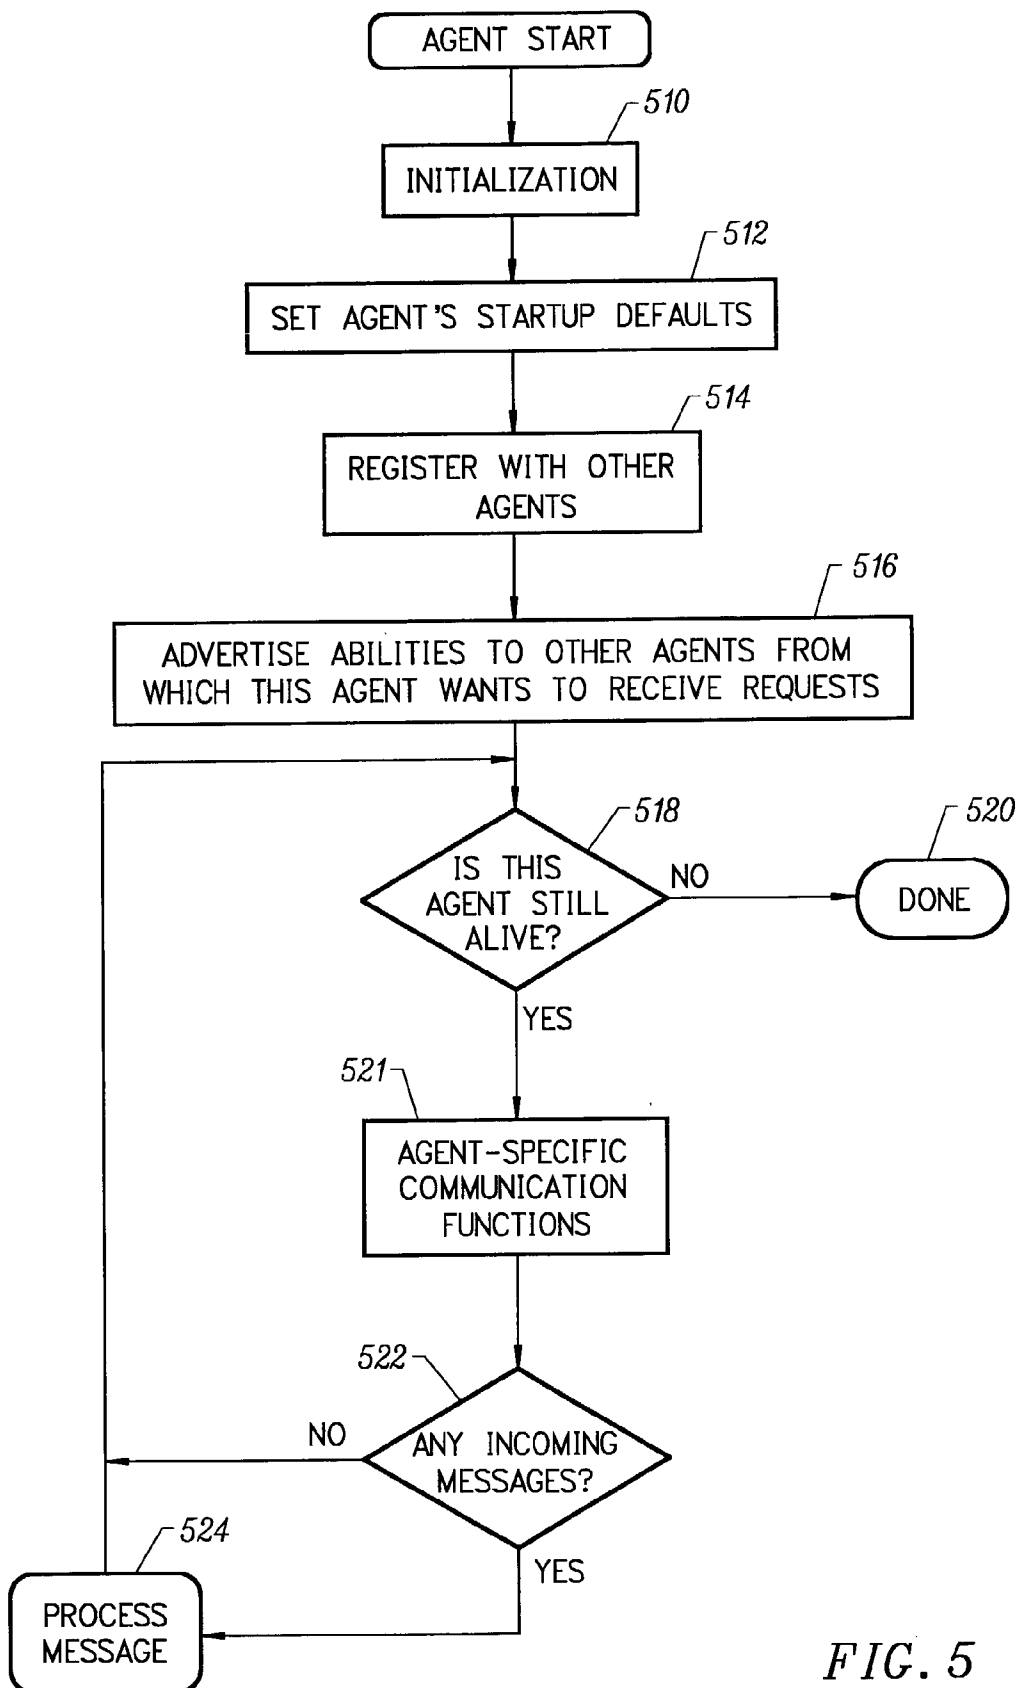 AGENT START
510
INITIALIZATION
512
SET AGENT'S STARTUP DEFAULTS
514
REGISTER WITH OTHER
AGENTS
516
ADVERTISE ABILITIES TO OTHER AGENTS FROM
WHICH THIS AGENT WANTS TO RECEIVE REQUESTS
518
IS THIS
AGENT STILL
ALIVE?
NO
520
DONE
YES
521
AGENT-SPECIFIC
COMMUNICATION
FUNCTIONS
522
ANY INCOMING
MESSAGES?
NO
YES
524
PROCESS
MESSAGE
FIG. 5